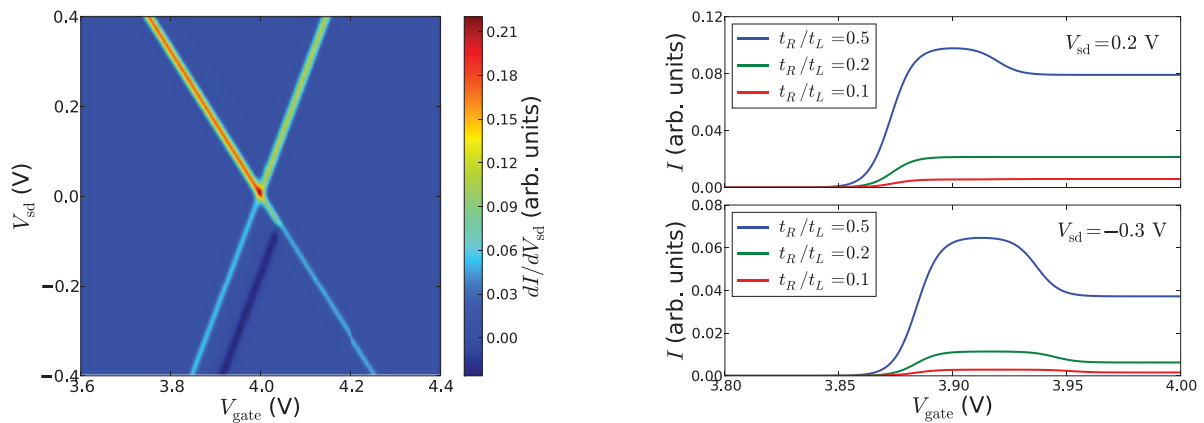 0.4
0.2
0.0
−0.2
−0.4
V_sd (V)
3.6 3.8 4.0 4.2 4.4
V_gate (V)
0.21
0.18
0.15
0.12
0.09
0.06
0.03
0.00
dI/dV_sd (arb. units)
0.12
0.08
0.04
0.00
I (arb. units)
t_R/t_L=0.5
t_R/t_L=0.2
t_R/t_L=0.1
V_sd=0.2 V
0.08
0.06
0.04
0.02
0.00
I (arb. units)
t_R/t_L=0.5
t_R/t_L=0.2
t_R/t_L=0.1
V_sd=−0.3 V
3.80 3.85 3.90 3.95 4.00
V_gate (V)